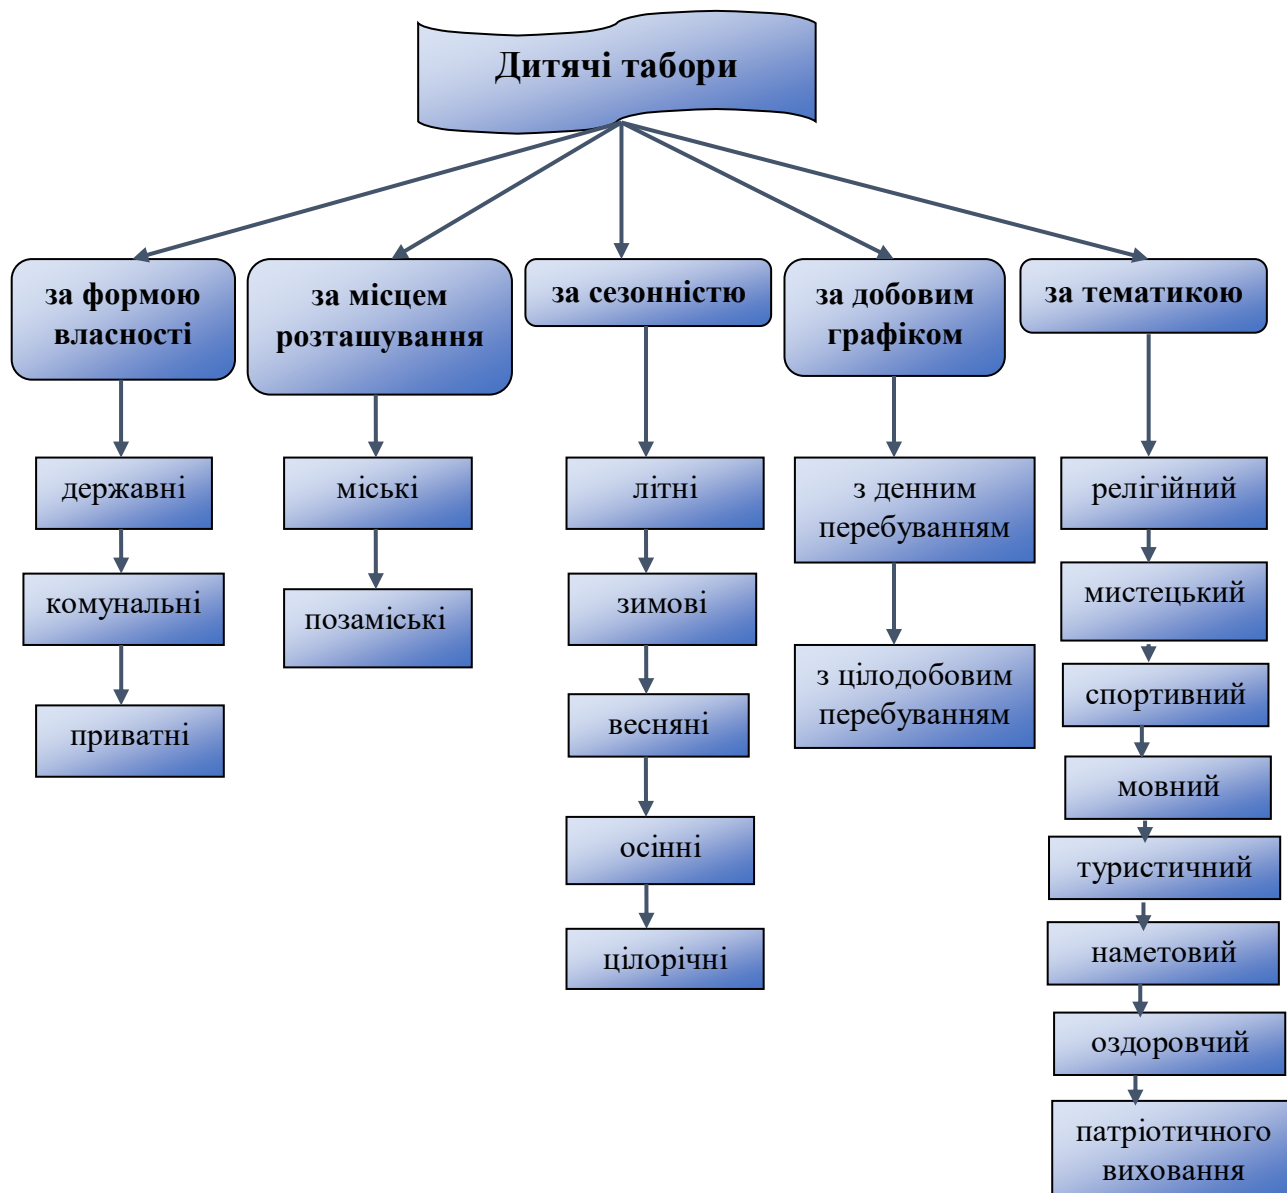 Дитячі табори
за формою
власності
за місцем
розташування
за сезонністю
за добовим
графіком
за тематикою
державні
комунальні
приватні
міські
позаміські
літні
зимові
весняні
осінні
цілорічні
з денним
перебуванням
з цілодобовим
перебуванням
релігійний
мистецький
спортивний
мовний
туристичний
наметовий
оздоровчий
патріотичного
виховання